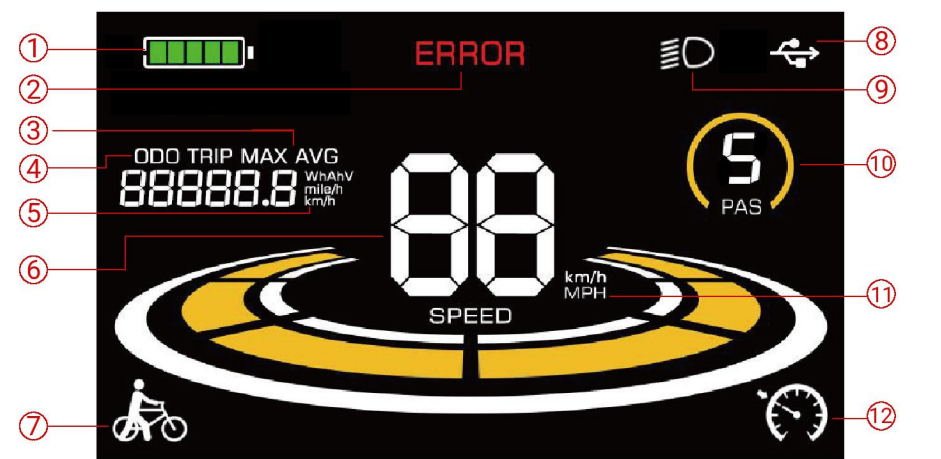 1
ERROR
8
2
9
3
4
ODO TRIP MAX AVG
5
10
88888.8
WhAhV
mile/h
km/h
PAS
5
88
6
km/h
MPH
11
SPEED
7
12